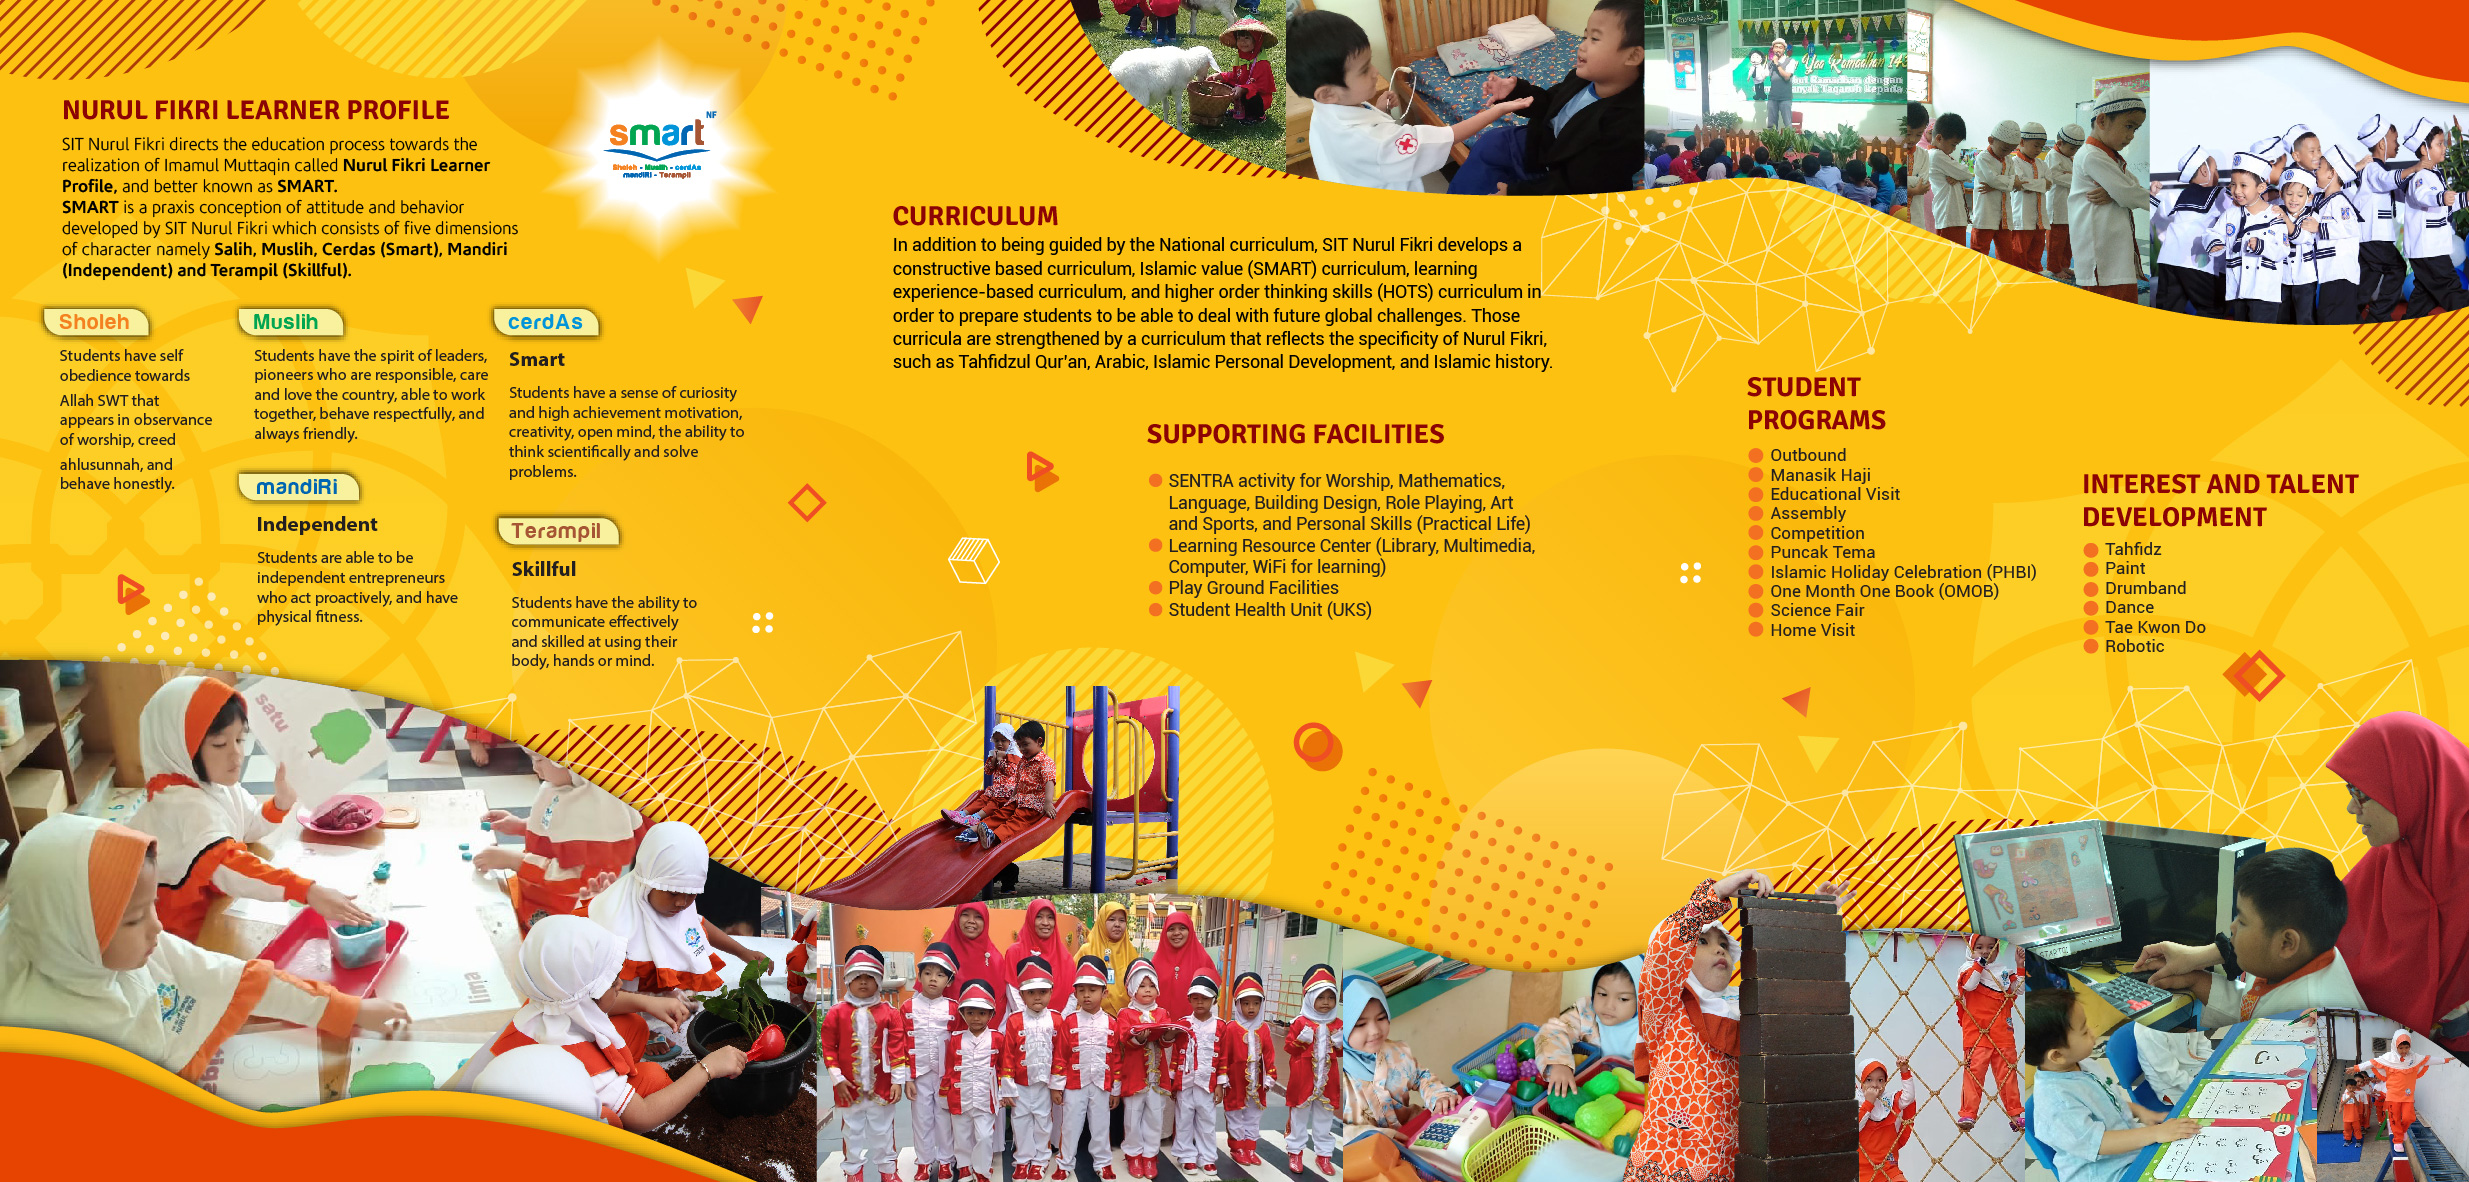 NURUL FIKRI LEARNER PROFILE
SIT Nurul Fikri directs the education process towards the
realization of Imamul Muttaqin called Nurul Fikri Learner
Profile, and better known as SMART.
SMART is a praxis conception of attitude and behavior
developed by SIT Nurul Fikri which consists of five dimensions
of character namely Salih, Muslih, Cerdas (Smart), Mandiri
(Independent) and Terampil (Skillful).
smart NF
Sholeh - Muslih - cerdAs
mandiRi - Terampil
Sholeh
Students have self
obedience towards
Allah SWT that
appears in observance
of worship, creed
ahlusunnah, and
behave honestly.
Muslih
Students have the spirit of leaders,
pioneers who are responsible, care
and love the country, able to work
together, behave respectfully, and
always friendly.
mandiRi
Independent
Students are able to be
independent entrepreneurs
who act proactively, and have
physical fitness.
cerdAs
Smart
Students have a sense of curiosity
and high achievement motivation,
creativity, open mind, the ability to
think scientifically and solve
problems.
Terampil
Skillful
Students have the ability to
communicate effectively
and skilled at using their
body, hands or mind.
CURRICULUM
In addition to being guided by the National curriculum, SIT Nurul Fikri develops a
constructive based curriculum, Islamic value (SMART) curriculum, learning
experience-based curriculum, and higher order thinking skills (HOTS) curriculum in
order to prepare students to be able to deal with future global challenges. Those
curricula are strengthened by a curriculum that reflects the specificity of Nurul Fikri,
such as Tahfidzul Qur'an, Arabic, Islamic Personal Development, and Islamic history.
SUPPORTING FACILITIES
SENTRA activity for Worship, Mathematics,
Language, Building Design, Role Playing, Art
and Sports, and Personal Skills (Practical Life)
Learning Resource Center (Library, Multimedia,
Computer, WiFi for learning)
Play Ground Facilities
Student Health Unit (UKS)
STUDENT
PROGRAMS
Outbound
Manasik Haji
Educational Visit
Assembly
Competition
Puncak Tema
Islamic Holiday Celebration (PHBI)
One Month One Book (OMOB)
Science Fair
Home Visit
INTEREST AND TALENT
DEVELOPMENT
Tahfidz
Paint
Drumband
Dance
Tae Kwon Do
Robotic
Yaa Ramadhan 143
satu